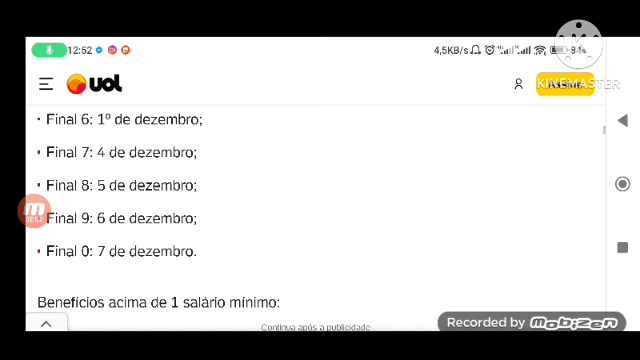 12:52
4,5KB/s
84%
UOL
KINEMASTER
• Final 6: 1º de dezembro;
• Final 7: 4 de dezembro;
• Final 8: 5 de dezembro;
• Final 9: 6 de dezembro;
• Final 0: 7 de dezembro.
Benefícios acima de 1 salário mínimo:
Continua após a publicidade
Recorded by
mobizen